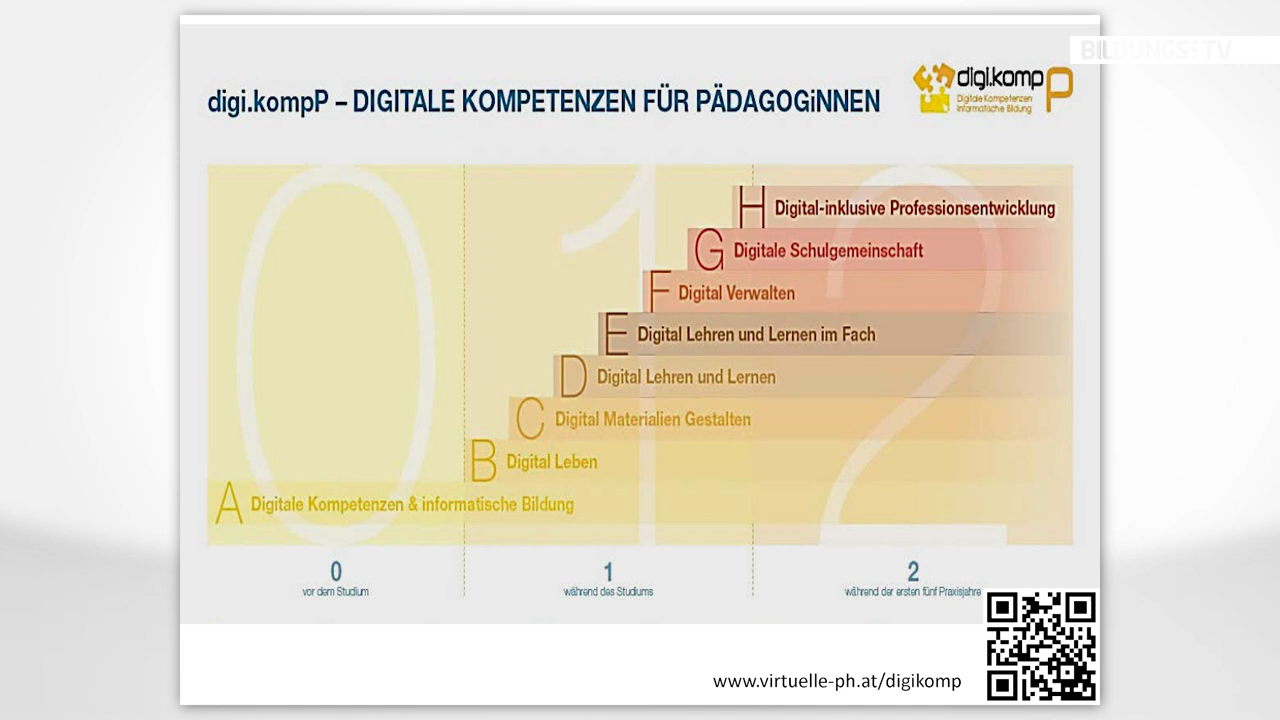 BILDUNGS:TV
digi.kompP – DIGITALE KOMPETENZEN FÜR PÄDAGOGiNNEN
digi.komp P
Digitale Kompetenzen
Informatische Bildung
0 1 2
H Digital-inklusive Professionsentwicklung
G Digitale Schulgemeinschaft
F Digital Verwalten
E Digital Lehren und Lernen im Fach
D Digital Lehren und Lernen
C Digital Materialien Gestalten
B Digital Leben
A Digitale Kompetenzen & informatische Bildung
0
vor dem Studium
1
während des Studiums
2
während der ersten fünf Praxisjahre
www.virtuelle-ph.at/digikomp